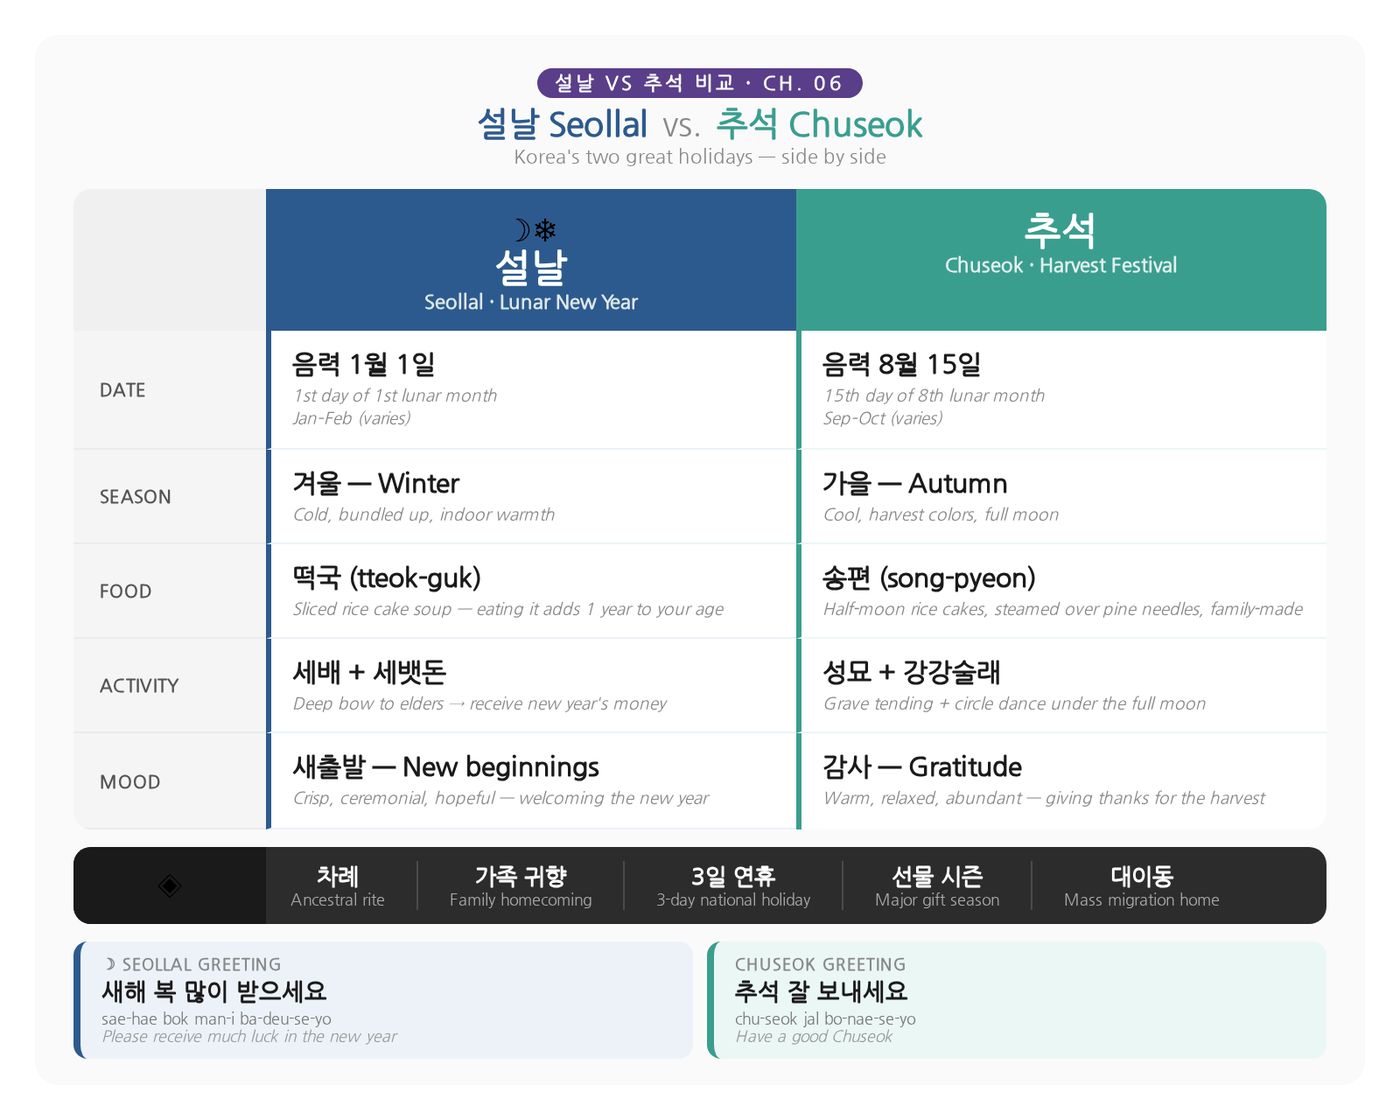 설날 VS 추석 비교 · CH. 06
설날 Seollal vs. 추석 Chuseok
Korea's two great holidays — side by side
☽❄
설날
Seollal · Lunar New Year
추석
Chuseok · Harvest Festival
DATE
음력 1월 1일
1st day of 1st lunar month
Jan-Feb (varies)
음력 8월 15일
15th day of 8th lunar month
Sep-Oct (varies)
SEASON
겨울 — Winter
Cold, bundled up, indoor warmth
가을 — Autumn
Cool, harvest colors, full moon
FOOD
떡국 (tteok-guk)
Sliced rice cake soup — eating it adds 1 year to your age
송편 (song-pyeon)
Half-moon rice cakes, steamed over pine needles, family-made
ACTIVITY
세배 + 세뱃돈
Deep bow to elders → receive new year's money
성묘 + 강강술래
Grave tending + circle dance under the full moon
MOOD
새출발 — New beginnings
Crisp, ceremonial, hopeful — welcoming the new year
감사 — Gratitude
Warm, relaxed, abundant — giving thanks for the harvest
◈
차례
Ancestral rite
가족 귀향
Family homecoming
3일 연휴
3-day national holiday
선물 시즌
Major gift season
대이동
Mass migration home
☽ SEOLLAL GREETING
새해 복 많이 받으세요
sae-hae bok man-i ba-deu-se-yo
Please receive much luck in the new year
CHUSEOK GREETING
추석 잘 보내세요
chu-seok jal bo-nae-se-yo
Have a good Chuseok